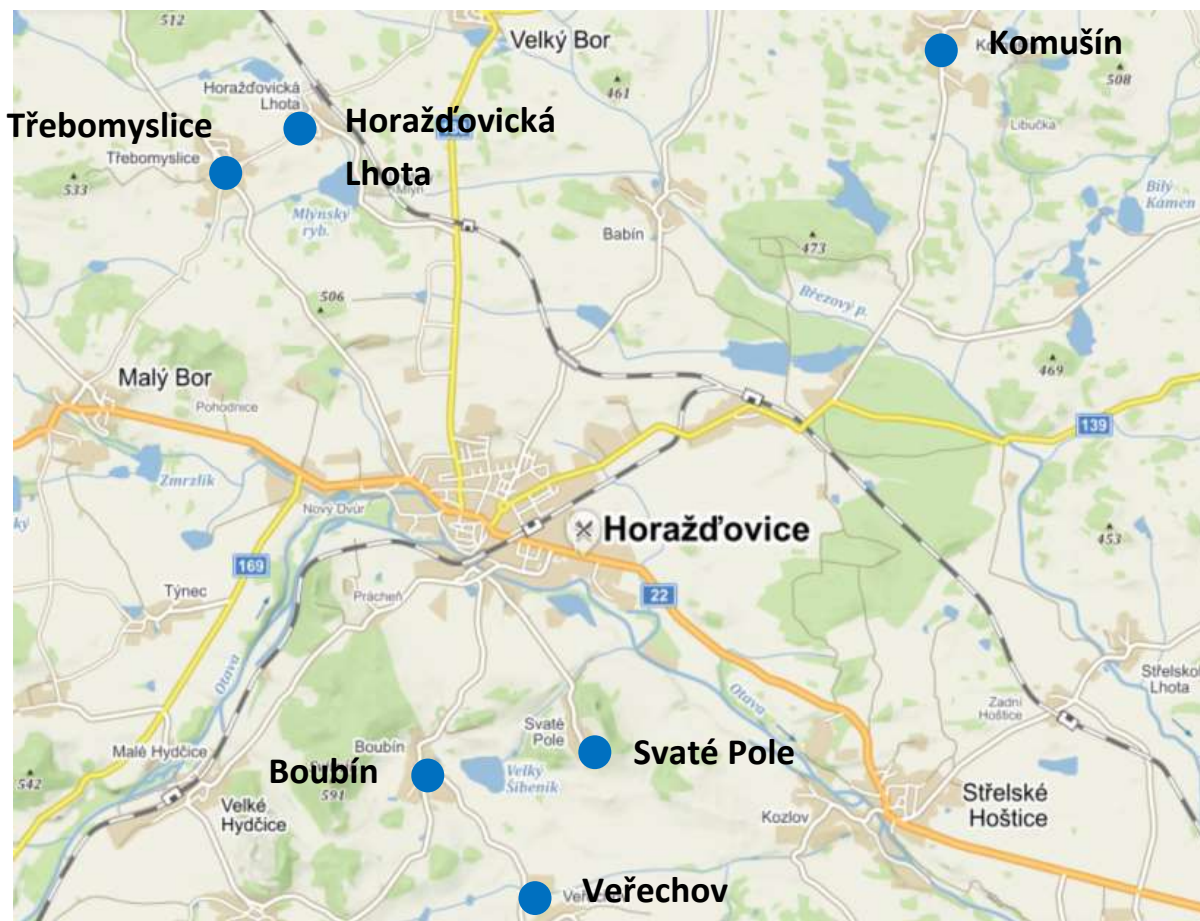 512
Velký Bor
Komušín
461
508
Horažďovická
Lhota
Třebomyslice
Horažďovická
Libučka
Třebomyslice
Lhota
533
Mlýnský
ryb.
Bílý
Kámen
Babín
473
506
Březový p.
Malý Bor
469
Pohodnice
139
Zmrzlík
Nový Dvůr
Horažďovice
453
169
22
Týnec
Prácheň
Otava
Otava
Střelskoh
Lhota
Zadní
Hoštice
Svaté
Pole
Malé Hydčice
Boubín
Svaté Pole
Boubín
Velký
Šibeník
542
591
Velké
Hydčice
Střelské
Hoštice
Kozlov
Veřechov